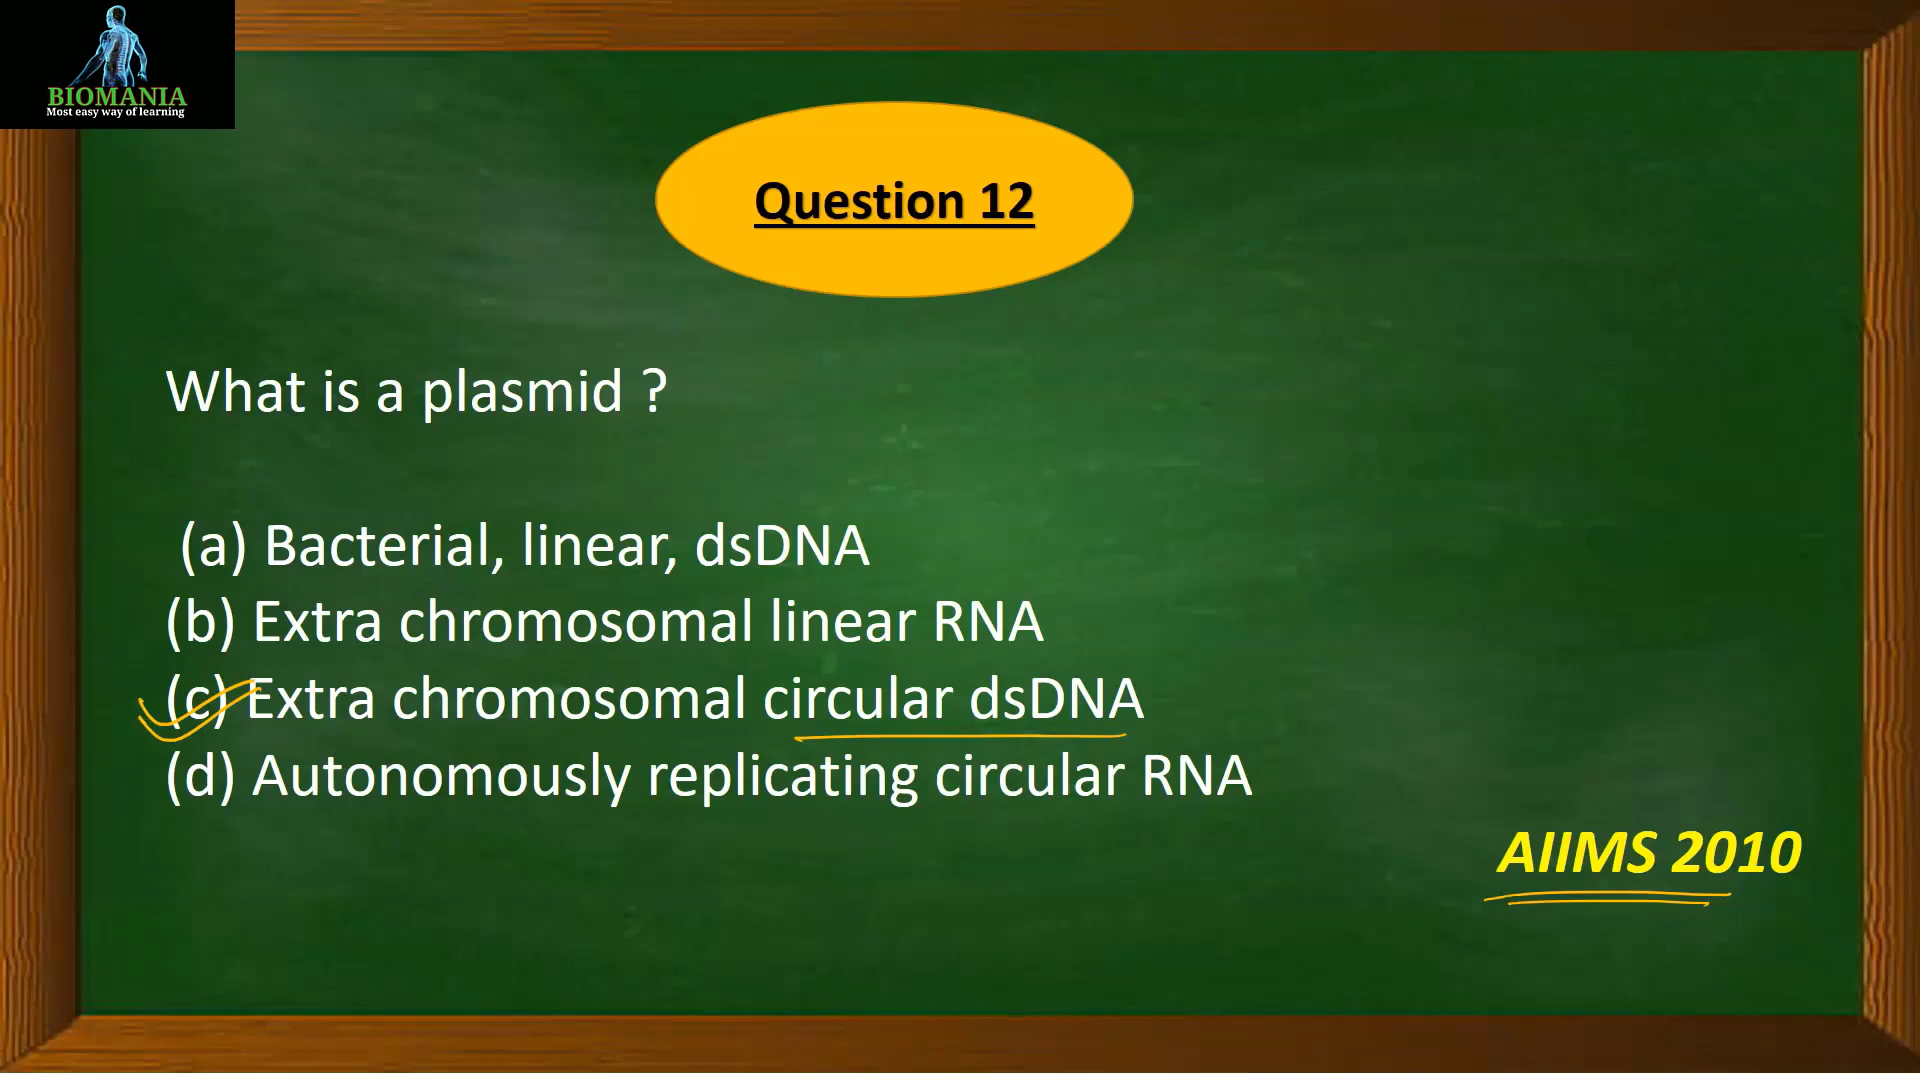 BIOMANIA
Most easy way of learning
Question 12
What is a plasmid ?
(a) Bacterial, linear, dsDNA
(b) Extra chromosomal linear RNA
(c) Extra chromosomal circular dsDNA
(d) Autonomously replicating circular RNA
AIIMS 2010